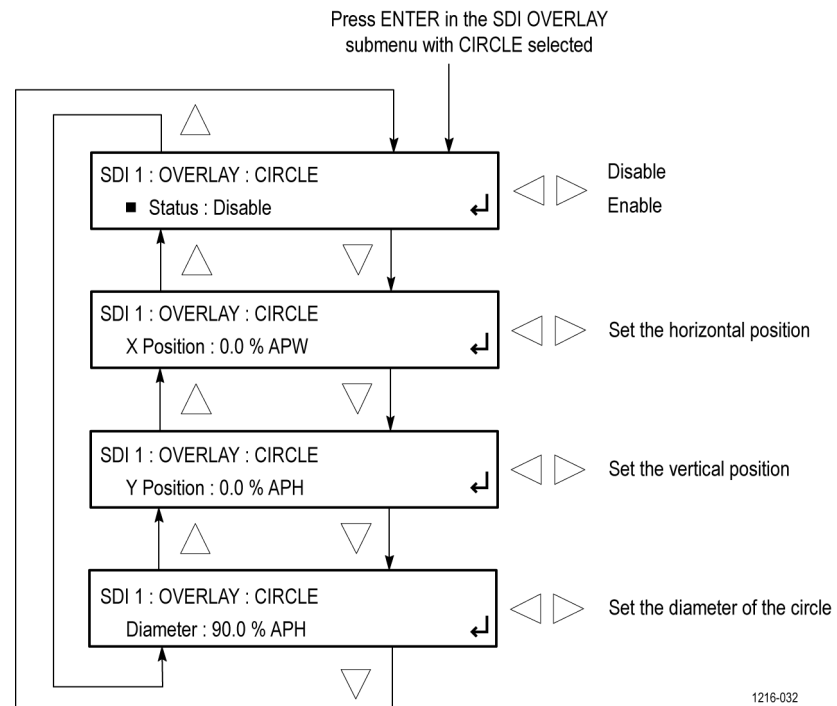 Press ENTER in the SDI OVERLAY
submenu with CIRCLE selected
SDI 1 : OVERLAY : CIRCLE
■ Status : Disable
Disable
Enable
SDI 1 : OVERLAY : CIRCLE
X Position : 0.0 % APW
Set the horizontal position
SDI 1 : OVERLAY : CIRCLE
Y Position : 0.0 % APH
Set the vertical position
SDI 1 : OVERLAY : CIRCLE
Diameter : 90.0 % APH
Set the diameter of the circle
1216-032